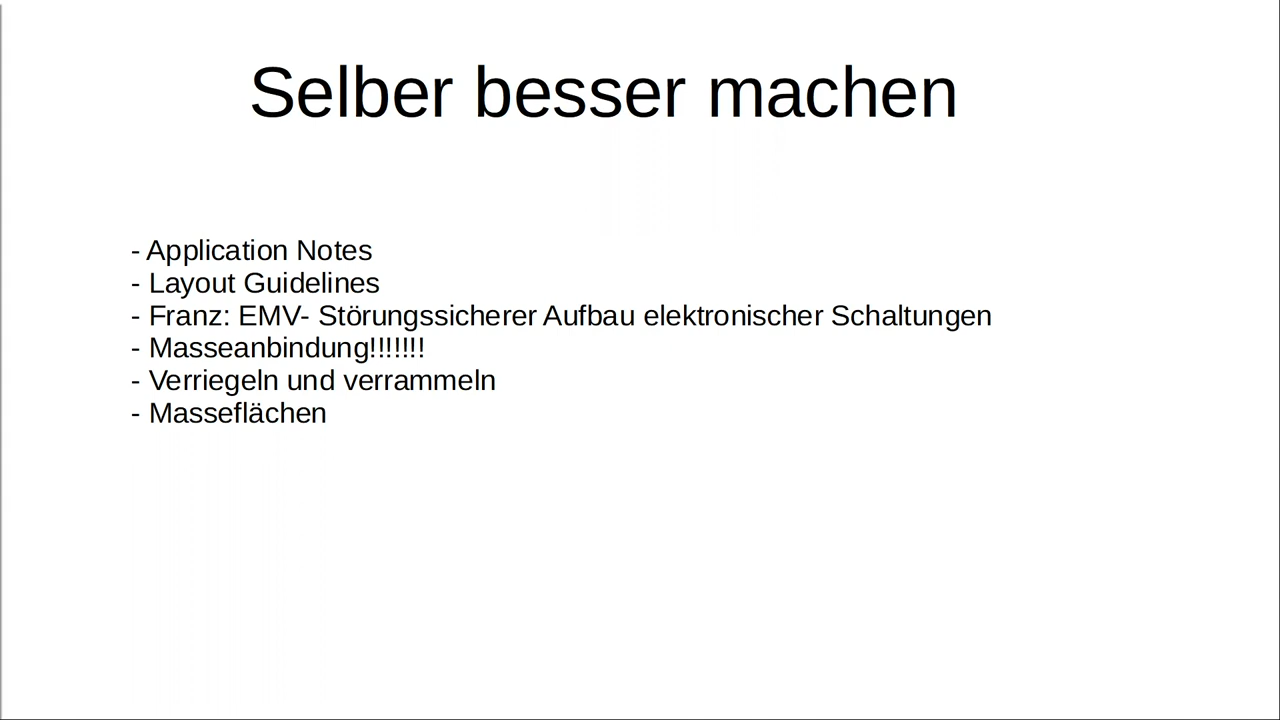 Selber besser machen
- Application Notes
- Layout Guidelines
- Franz: EMV- Störungssicherer Aufbau elektronischer Schaltungen
- Masseanbindung!!!!!!!
- Verriegeln und verrammeln
- Masseflächen